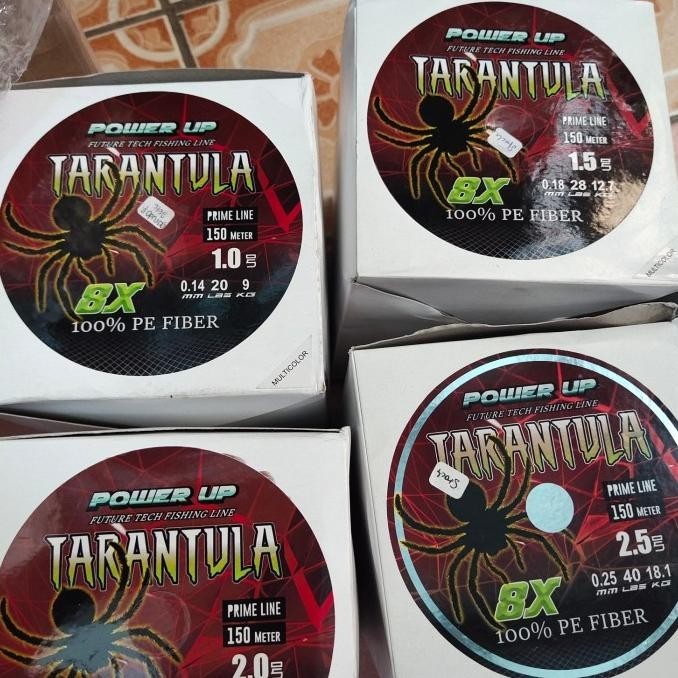 POWER UP
FUTURE TECH FISHING LINE
TARANTULA
PRIME LINE
150 METER
1.0
8X
0.14 20 9
MM LBS KG
100% PE FIBER
MULTICOLOR
POWER UP
FUTURE TECH FISHING LINE
TARANTULA
PRIME LINE
150 METER
1.5
8X
0.18 28 12.7
MM LBS KG
100% PE FIBER
MULTICOLOR
POWER UP
FUTURE TECH FISHING LINE
TARANTULA
PRIME LINE
150 METER
2.0
POWER UP
FUTURE TECH FISHING LINE
TARANTULA
PRIME LINE
150 METER
2.5
8X
0.25 40 18.1
MM LBS KG
100% PE FIBER